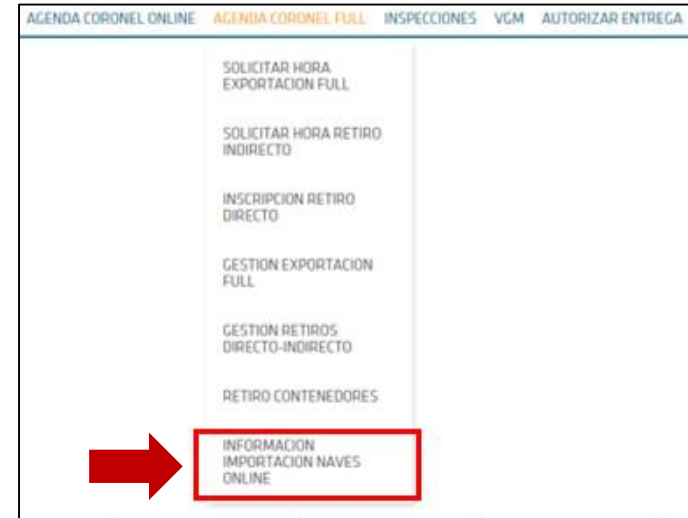 AGENDA CORONEL ONLINE AGENDA CORONEL FULL INSPECCIONES VGM AUTORIZAR ENTREGA
SOLICITAR HORA
EXPORTACION FULL
SOLICITAR HORA RETIRO
INDIRECTO
INSCRIPCION RETIRO
DIRECTO
GESTION EXPORTACION
FULL
GESTION RETIROS
DIRECTO-INDIRECTO
RETIRO CONTENEDORES
INFORMACION
IMPORTACION NAVES
ONLINE